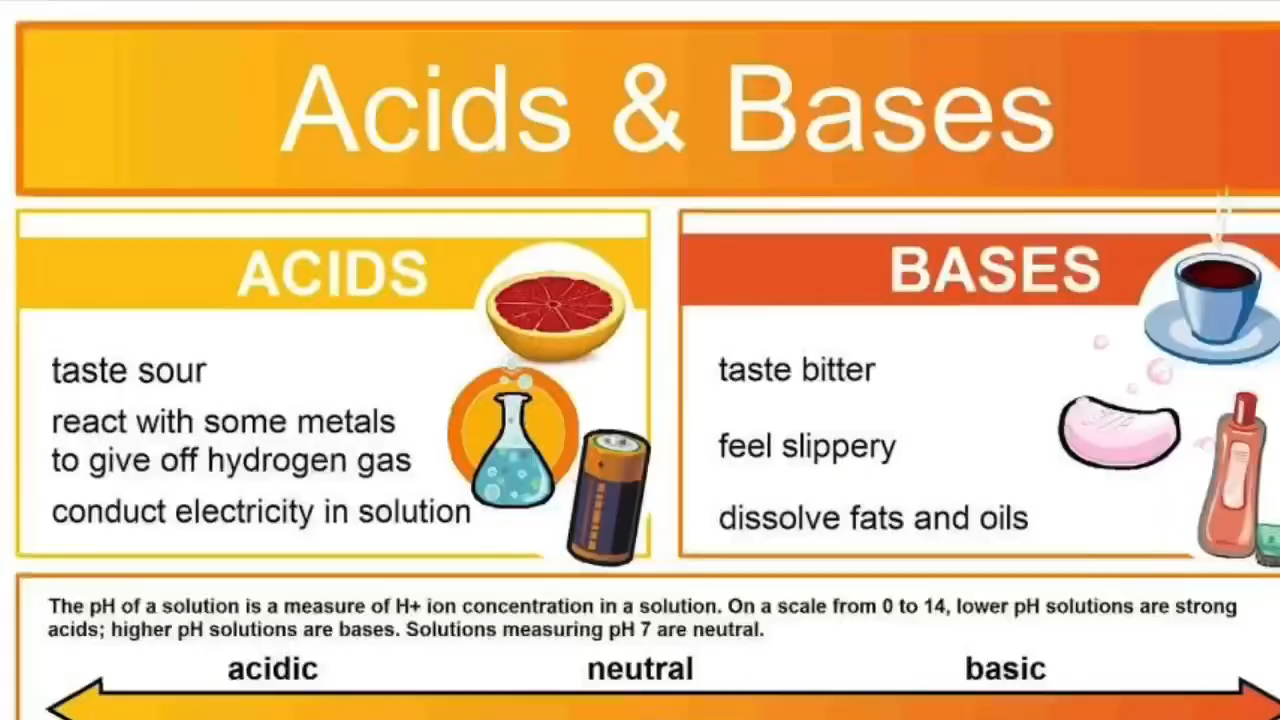 Acids & Bases
ACIDS
taste sour
react with some metals
to give off hydrogen gas
conduct electricity in solution
BASES
taste bitter
feel slippery
dissolve fats and oils
The pH of a solution is a measure of H+ ion concentration in a solution. On a scale from 0 to 14, lower pH solutions are strong
acids; higher pH solutions are bases. Solutions measuring pH 7 are neutral.
acidic neutral basic